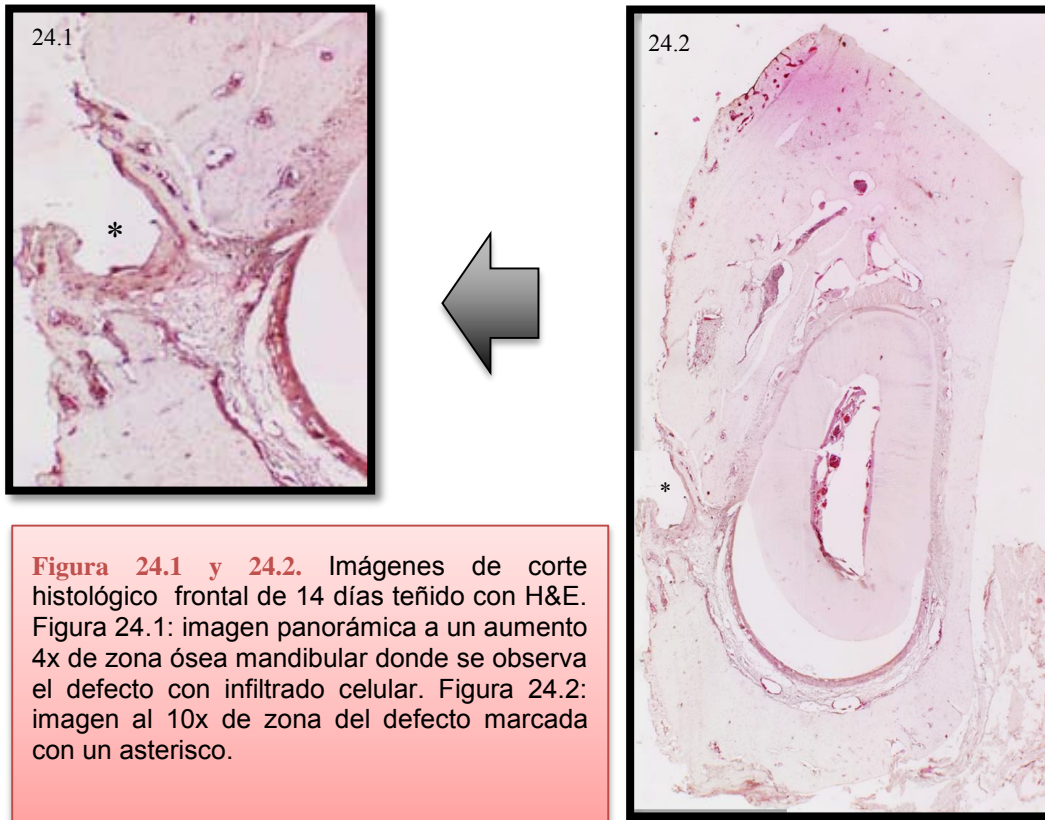 24.1
24.2
*
*
Figura 24.1 y 24.2. Imágenes de corte
histológico frontal de 14 días teñido con H&E.
Figura 24.1: imagen panorámica a un aumento
4x de zona ósea mandibular donde se observa
el defecto con infiltrado celular. Figura 24.2:
imagen al 10x de zona del defecto marcada
con un asterisco.